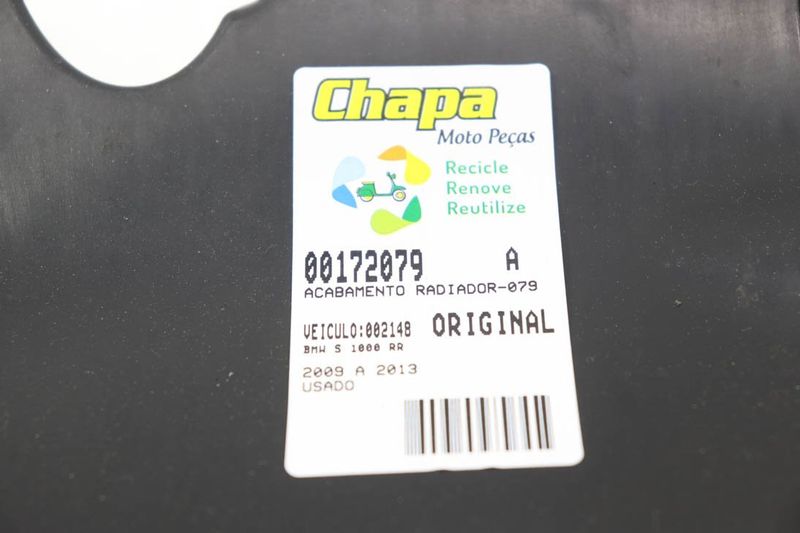 Chapa
Moto Peças
Recicle
Renove
Reutilize
00172079 A
ACABAMENTO RADIADOR-079
VEICULO:002148 ORIGINAL
BMW S 1000 RR
2009 A 2013
USADO